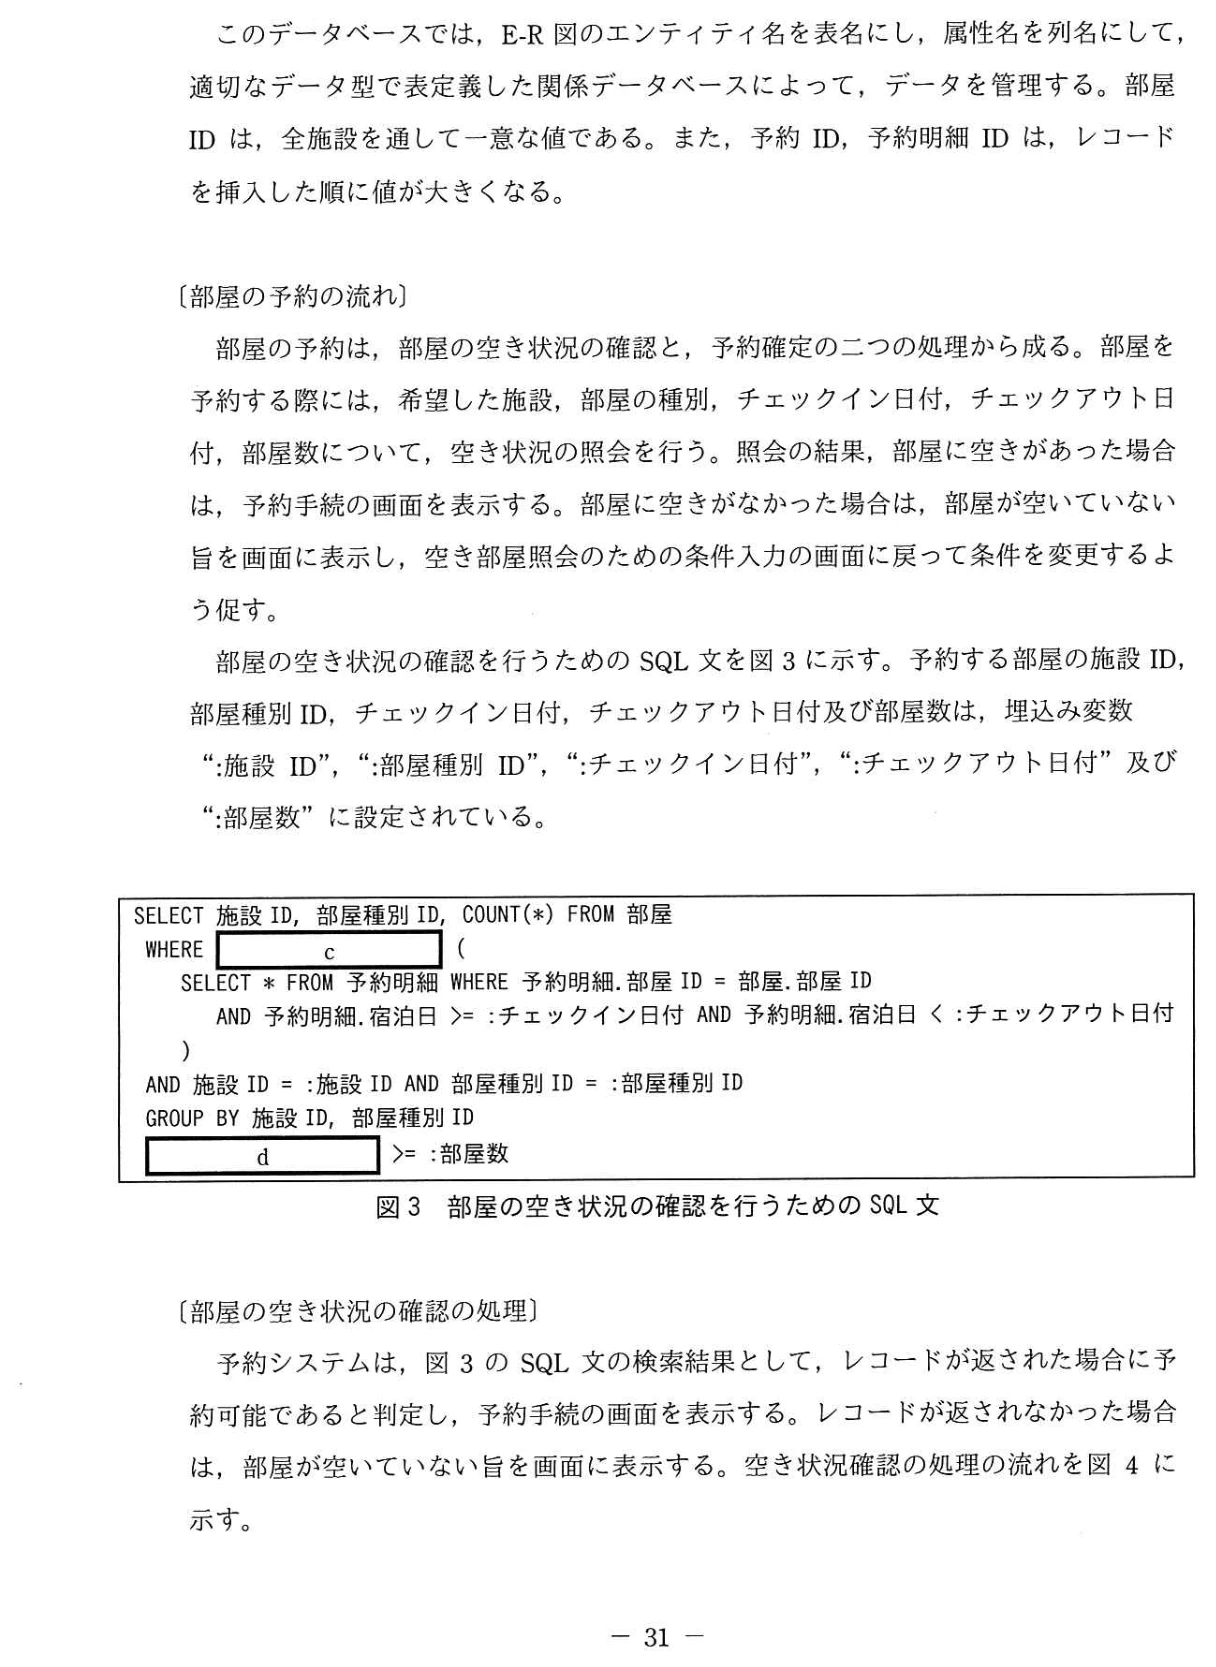 このデータベースでは，E-R 図のエンティティ名を表名にし，属性名を列名にして，
適切なデータ型で表定義した関係データベースによって，データを管理する。部屋
ID は，全施設を通して一意な値である。また，予約 ID，予約明細 ID は，レコード
を挿入した順に値が大きくなる。
〔部屋の予約の流れ〕
部屋の予約は，部屋の空き状況の確認と，予約確定の二つの処理から成る。部屋を
予約する際には，希望した施設，部屋の種別，チェックイン日付，チェックアウト日
付，部屋数について，空き状況の照会を行う。照会の結果，部屋に空きがあった場合
は，予約手続の画面を表示する。部屋に空きがなかった場合は，部屋が空いていない
旨を画面に表示し，空き部屋照会のための条件入力の画面に戻って条件を変更するよ
う促す。
部屋の空き状況の確認を行うための SQL 文を図 3 に示す。予約する部屋の施設 ID，
部屋種別 ID，チェックイン日付，チェックアウト日付及び部屋数は，埋込み変数
“:施設 ID”，“:部屋種別 ID”，“:チェックイン日付”，“:チェックアウト日付” 及び
“:部屋数” に設定されている。
SELECT 施設 ID, 部屋種別 ID, COUNT(*) FROM 部屋
WHERE c (
SELECT * FROM 予約明細 WHERE 予約明細.部屋 ID = 部屋.部屋 ID
AND 予約明細.宿泊日 >= :チェックイン日付 AND 予約明細.宿泊日 < :チェックアウト日付
)
AND 施設 ID = :施設 ID AND 部屋種別 ID = :部屋種別 ID
GROUP BY 施設 ID, 部屋種別 ID
d >= :部屋数
図 3　部屋の空き状況の確認を行うための SQL 文
〔部屋の空き状況の確認の処理〕
予約システムは，図 3 の SQL 文の検索結果として，レコードが返された場合に予
約可能であると判定し，予約手続の画面を表示する。レコードが返されなかった場合
は，部屋が空いていない旨を画面に表示する。空き状況確認の処理の流れを図 4 に
示す。
－ 31 －